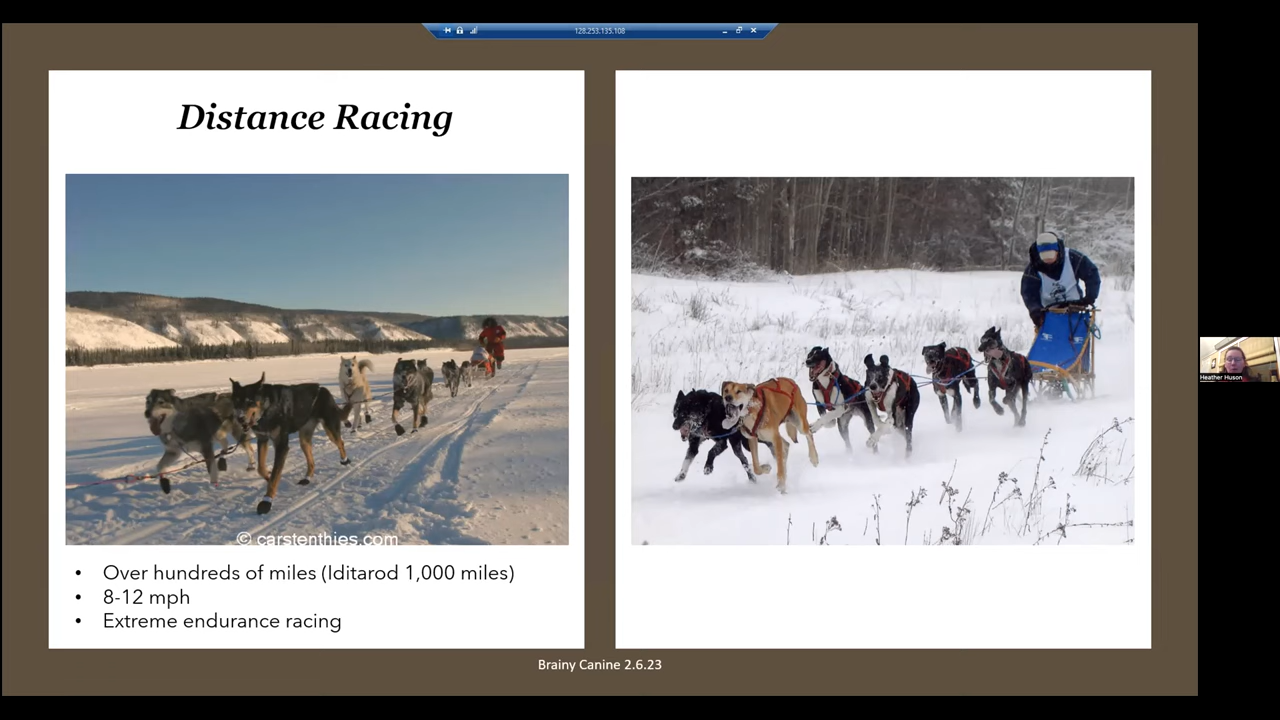 128.253.135.108
Distance Racing
© carstenthies.com
• Over hundreds of miles (Iditarod 1,000 miles)
• 8-12 mph
• Extreme endurance racing
Brainy Canine 2.6.23
Heather Huson